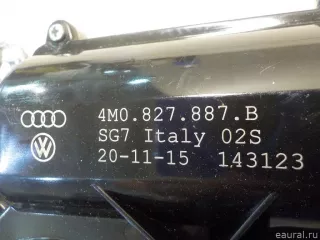 4M0.827.887.B
SG7 Italy 02S
20-11-15 143123
eaural.ru